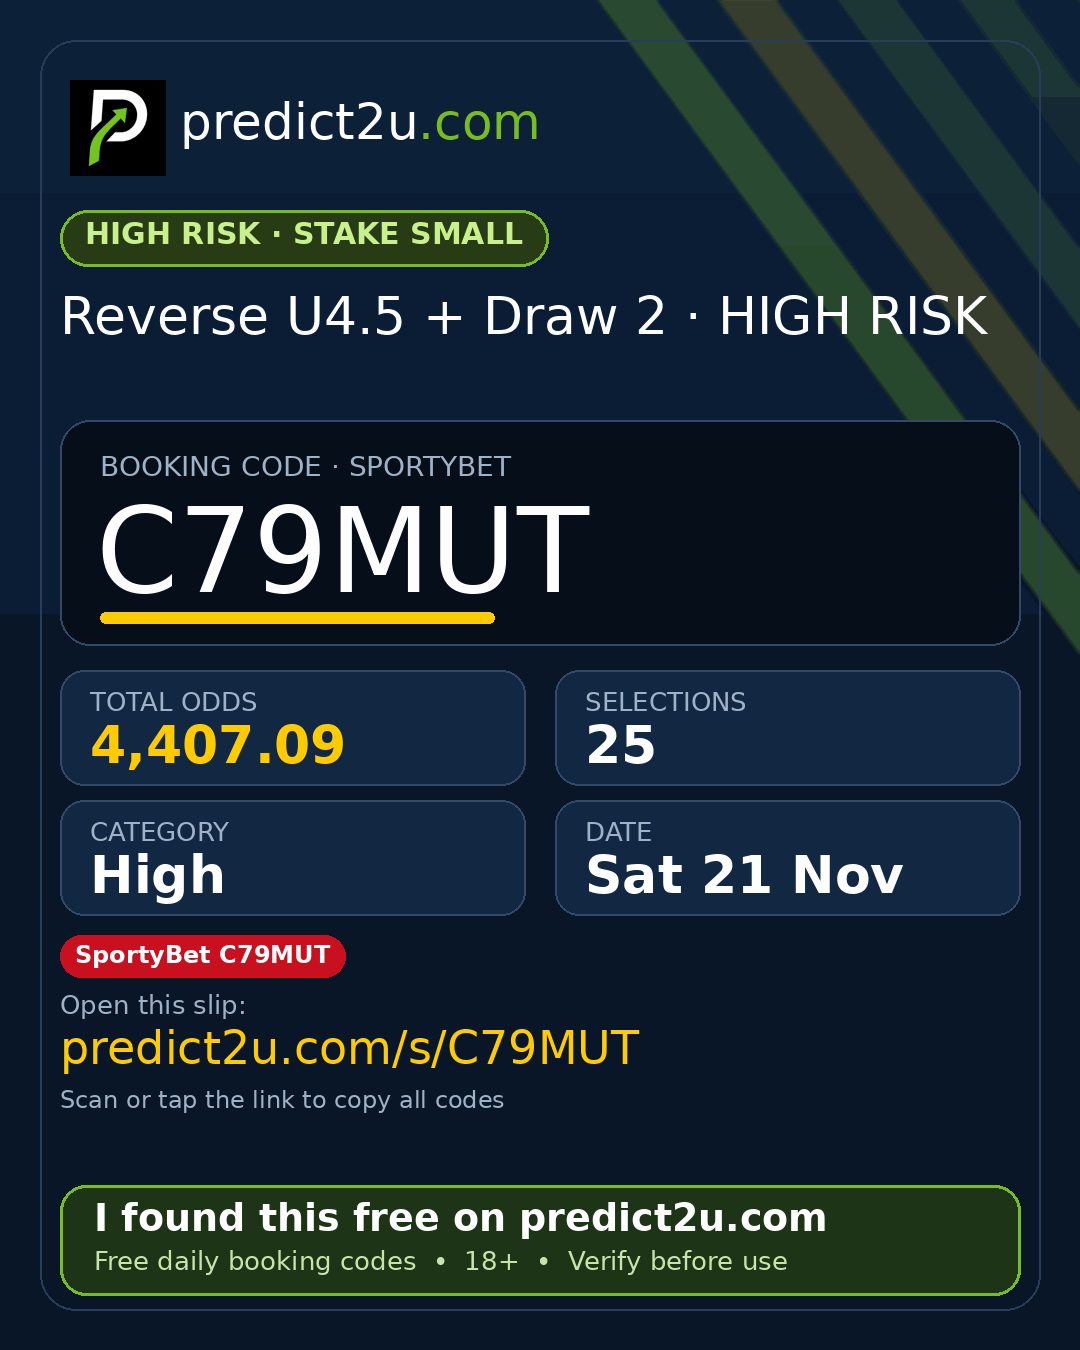 predict2u.com
HIGH RISK · STAKE SMALL
Reverse U4.5 + Draw 2 · HIGH RISK
BOOKING CODE · SPORTYBET
C79MUT
TOTAL ODDS
4,407.09
SELECTIONS
25
CATEGORY
High
DATE
Sat 21 Nov
SportyBet C79MUT
Open this slip:
predict2u.com/s/C79MUT
Scan or tap the link to copy all codes
I found this free on predict2u.com
Free daily booking codes • 18+ • Verify before use